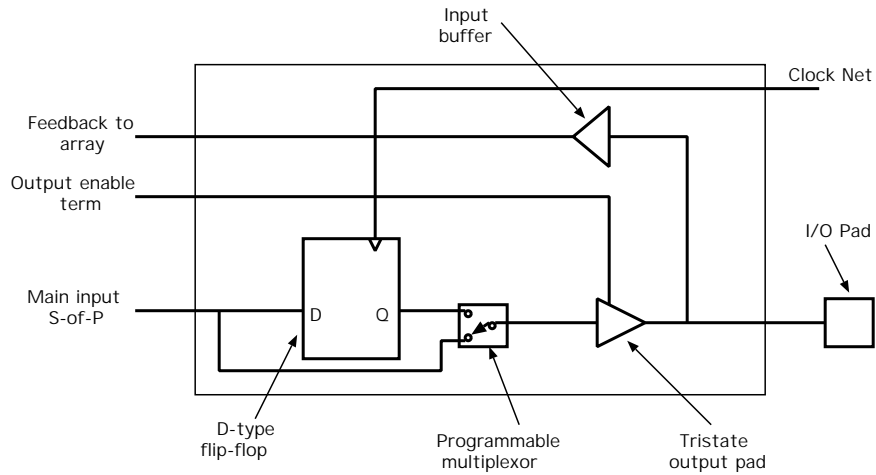 Input
buffer
Clock Net
Feedback to
array
Output enable
term
I/O Pad
Main input
S-of-P
D
Q
D-type
flip-flop
Programmable
multiplexor
Tristate
output pad